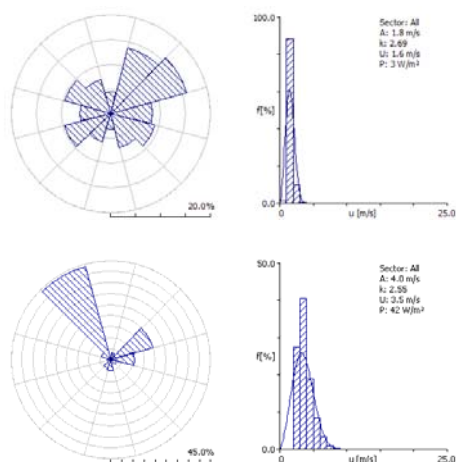 20.0%
100.0
f[%]
0.0
0
u [m/s]
25.0
Sector: All
A: 1.8 m/s
k: 2.69
U: 1.6 m/s
P: 3 W/m²
45.0%
50.0
f[%]
0.0
0
u [m/s]
25.0
Sector: All
A: 4.0 m/s
k: 2.55
U: 3.5 m/s
P: 42 W/m²